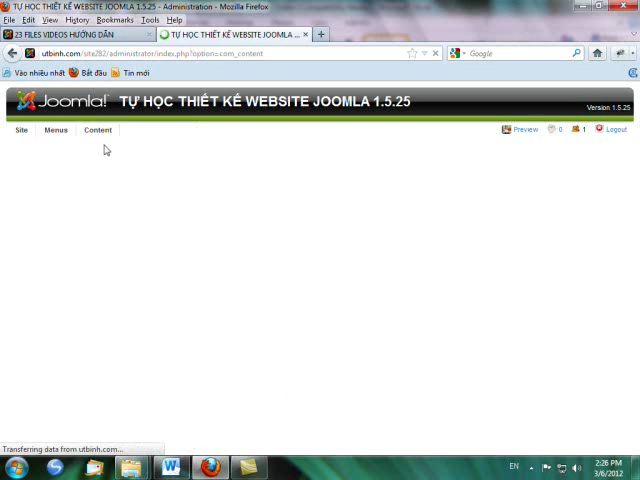 TỰ HỌC THIẾT KẾ WEBSITE JOOMLA 1.5.25 - Administration - Mozilla Firefox
File Edit View History Bookmarks Tools Help
23 FILES VIDEOS HƯỚNG DẪN
TỰ HỌC THIẾT KẾ WEBSITE JOOMLA ...
utbinh.com/site282/administrator/index.php?option=com_content
Google
Vào nhiều nhất Bắt đầu Tin mới
Joomla! TỰ HỌC THIẾT KẾ WEBSITE JOOMLA 1.5.25
Version 1.5.25
Site Menus Content Preview 0 1 Logout
Transferring data from utbinh.com...
EN
2:26 PM
3/6/2012